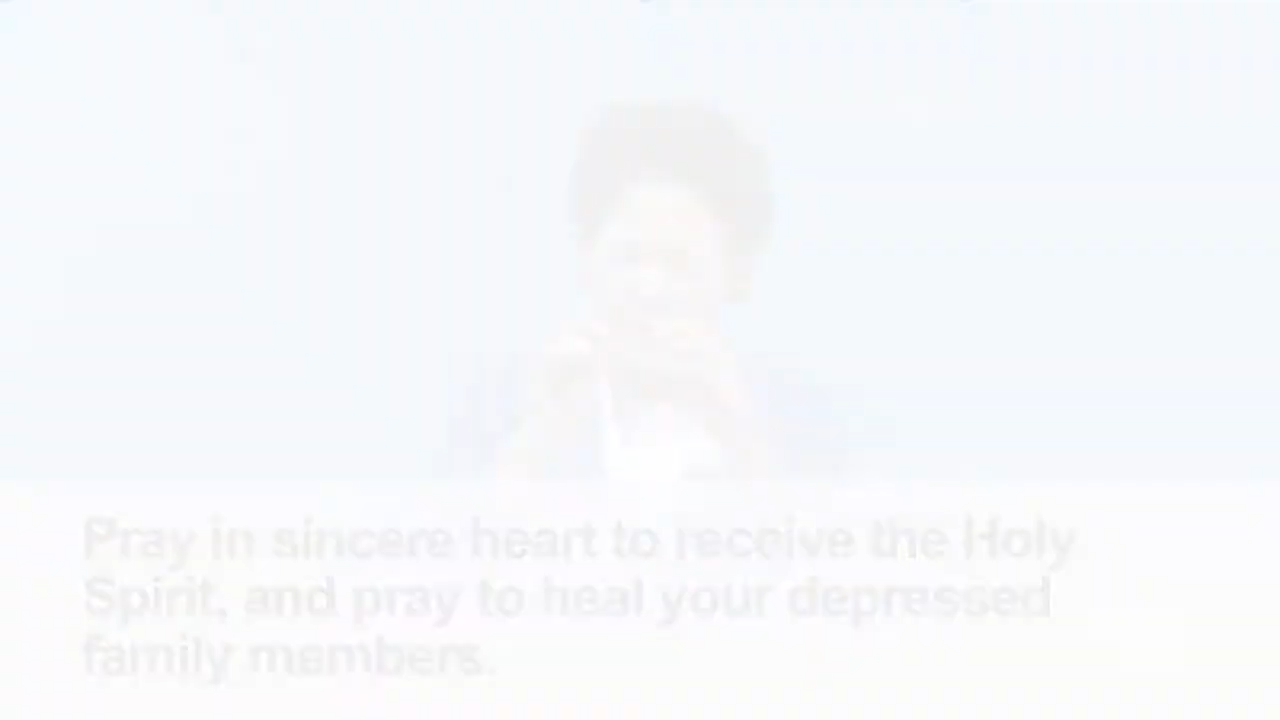 Pray in sincere heart to receive the Holy
Spirit, and pray to heal your depressed
family members.